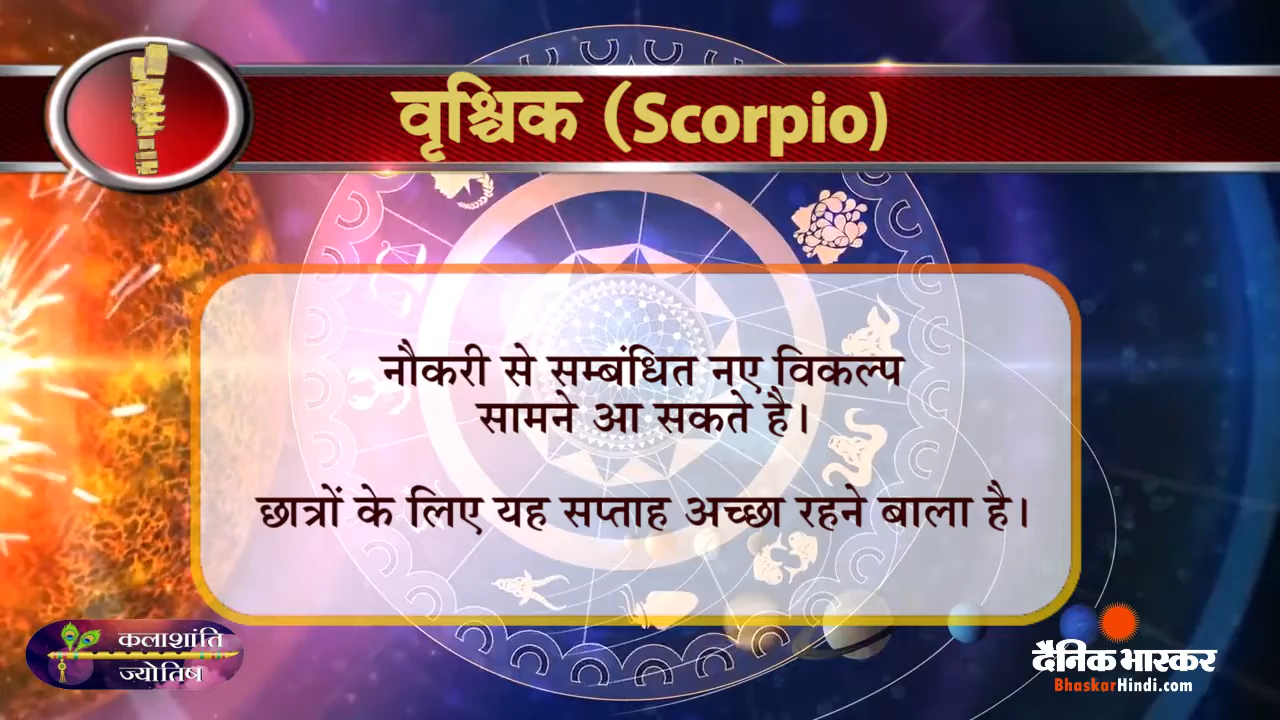 वृश्चिक (Scorpio)
नौकरी से सम्बंधित नए विकल्प
सामने आ सकते है।
छात्रों के लिए यह सप्ताह अच्छा रहने बाला है।
कलाशांति
ज्योतिष
दैनिक भास्कर
BhaskarHindi.com